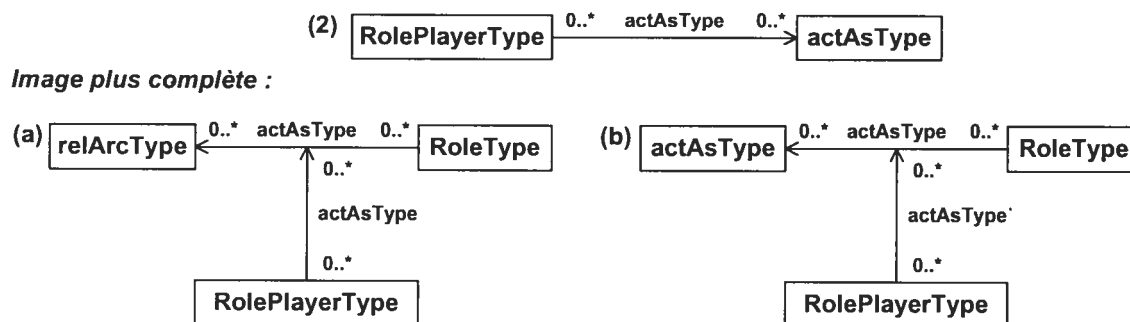 (2) RolePlayerType 0..* actAsType 0..* actAsType
Image plus complète :
(a) relArcType 0..* actAsType 0..* RoleType
0..*
actAsType
0..*
RolePlayerType
(b) actAsType 0..* actAsType 0..* RoleType
0..*
actAsType
0..*
RolePlayerType